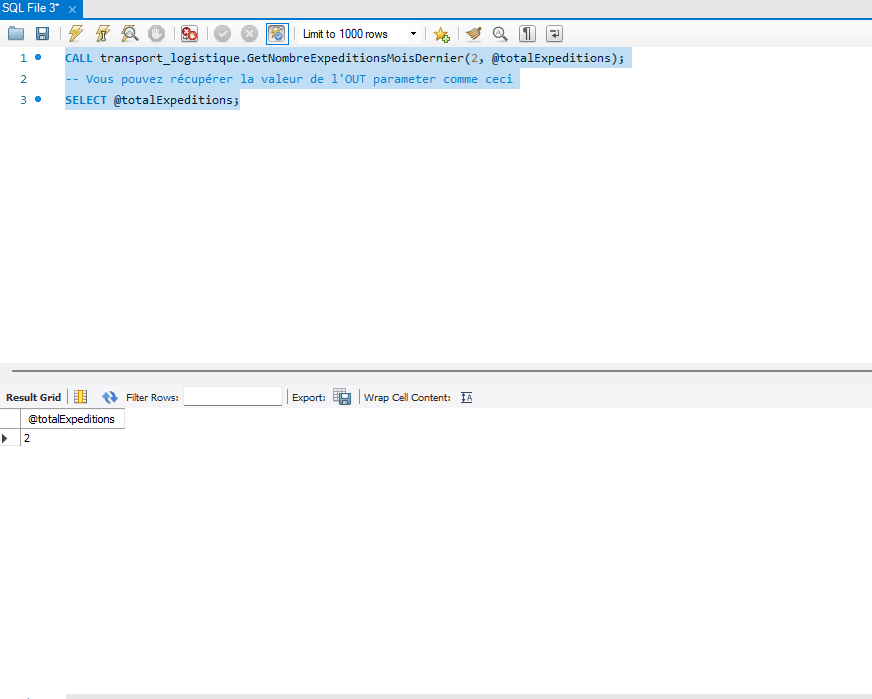 SQL File 3*
Limit to 1000 rows
1 CALL transport_logistique.GetNombreExpeditionsMoisDernier(2, @totalExpeditions);
2 -- Vous pouvez récupérer la valeur de l'OUT parameter comme ceci
3 SELECT @totalExpeditions;
Result Grid Filter Rows: Export: Wrap Cell Content:
@totalExpeditions
2